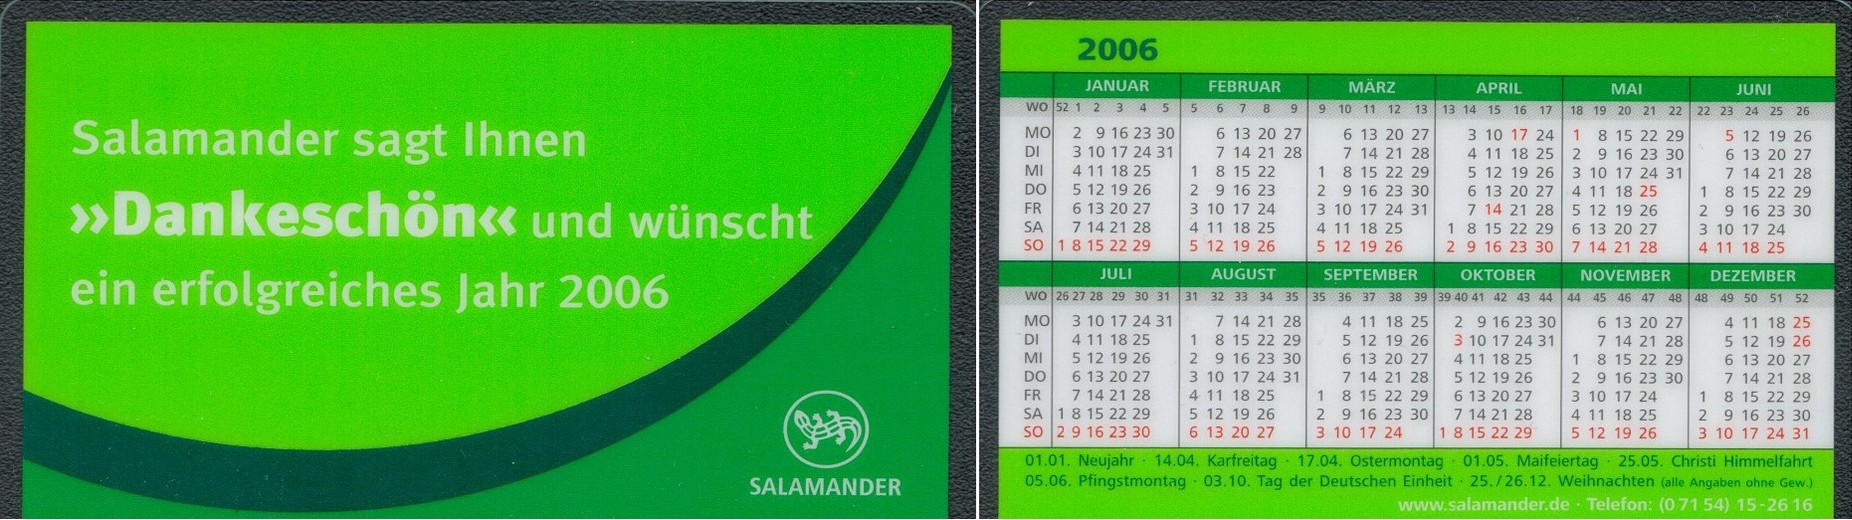 Salamander sagt Ihnen
»Dankeschön« und wünscht
ein erfolgreiches Jahr 2006
SALAMANDER
2006
JANUAR FEBRUAR MÄRZ APRIL MAI JUNI
WO 52 1 2 3 4 5 5 6 7 8 9 9 10 11 12 13 13 14 15 16 17 18 19 20 21 22 22 23 24 25 26
MO 2 9 16 23 30 6 13 20 27 6 13 20 27 3 10 17 24 1 8 15 22 29 5 12 19 26
DI 3 10 17 24 31 7 14 21 28 7 14 21 28 4 11 18 25 2 9 16 23 30 6 13 20 27
MI 4 11 18 25 1 8 15 22 1 8 15 22 29 5 12 19 26 3 10 17 24 31 7 14 21 28
DO 5 12 19 26 2 9 16 23 2 9 16 23 30 6 13 20 27 4 11 18 25 1 8 15 22 29
FR 6 13 20 27 3 10 17 24 3 10 17 24 31 7 14 21 28 5 12 19 26 2 9 16 23 30
SA 7 14 21 28 4 11 18 25 4 11 18 25 1 8 15 22 29 6 13 20 27 3 10 17 24
SO 1 8 15 22 29 5 12 19 26 5 12 19 26 2 9 16 23 30 7 14 21 28 4 11 18 25
JULI AUGUST SEPTEMBER OKTOBER NOVEMBER DEZEMBER
WO 26 27 28 29 30 31 31 32 33 34 35 35 36 37 38 39 39 40 41 42 43 44 44 45 46 47 48 48 49 50 51 52
MO 3 10 17 24 31 7 14 21 28 4 11 18 25 2 9 16 23 30 6 13 20 27 4 11 18 25
DI 4 11 18 25 1 8 15 22 29 5 12 19 26 3 10 17 24 31 7 14 21 28 5 12 19 26
MI 5 12 19 26 2 9 16 23 30 6 13 20 27 4 11 18 25 1 8 15 22 29 6 13 20 27
DO 6 13 20 27 3 10 17 24 31 7 14 21 28 5 12 19 26 2 9 16 23 30 7 14 21 28
FR 7 14 21 28 4 11 18 25 1 8 15 22 29 6 13 20 27 3 10 17 24 1 8 15 22 29
SA 1 8 15 22 29 5 12 19 26 2 9 16 23 30 7 14 21 28 4 11 18 25 2 9 16 23 30
SO 2 9 16 23 30 6 13 20 27 3 10 17 24 1 8 15 22 29 5 12 19 26 3 10 17 24 31
01.01. Neujahr · 14.04. Karfreitag · 17.04. Ostermontag · 01.05. Maifeiertag · 25.05. Christi Himmelfahrt
05.06. Pfingstmontag · 03.10. Tag der Deutschen Einheit · 25./26.12. Weihnachten (alle Angaben ohne Gew.)
www.salamander.de · Telefon: (0 71 54) 15-26 16